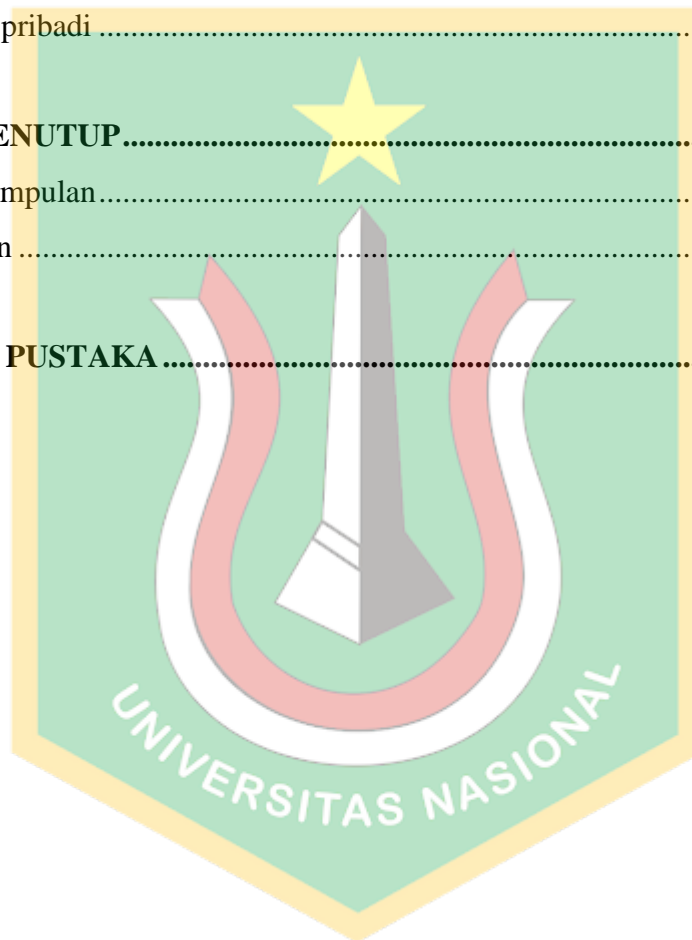 pribadi ........................................................................
ENUTUP........................................................................
mpulan........................................................................
n ........................................................................
PUSTAKA ........................................................................
UNIVERSITAS NASIONAL